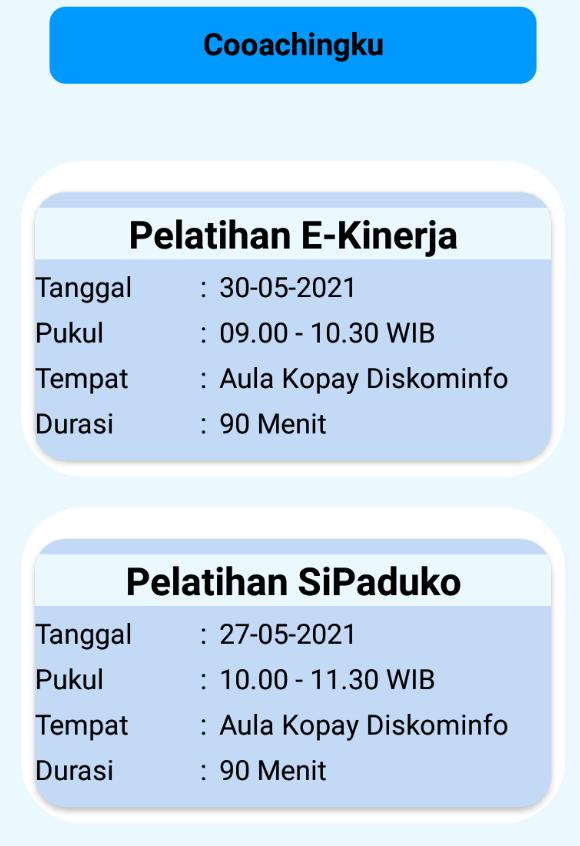 Cooachingku
Pelatihan E-Kinerja
Tanggal : 30-05-2021
Pukul : 09.00 - 10.30 WIB
Tempat : Aula Kopay Diskominfo
Durasi : 90 Menit
Pelatihan SiPaduko
Tanggal : 27-05-2021
Pukul : 10.00 - 11.30 WIB
Tempat : Aula Kopay Diskominfo
Durasi : 90 Menit